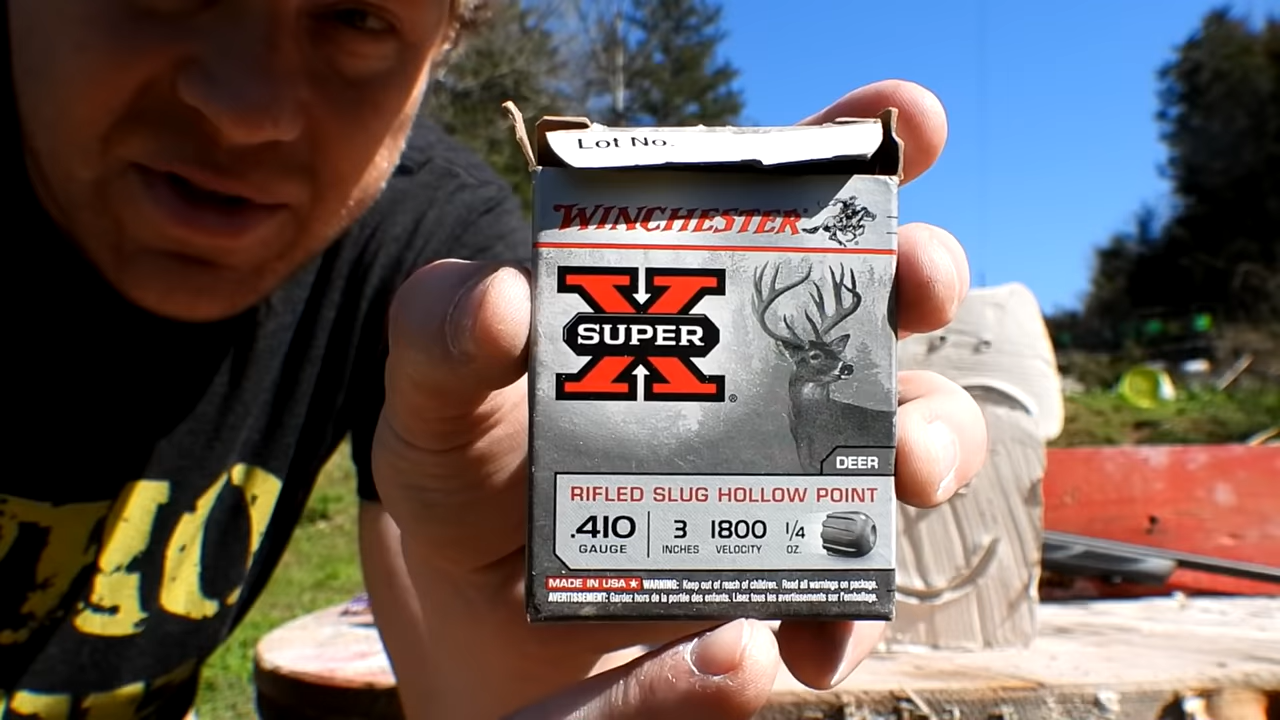 Lot No.
WINCHESTER®
X
SUPER
®
DEER
RIFLED SLUG HOLLOW POINT
.410 3 1800 1/4
GAUGE INCHES VELOCITY OZ.
MADE IN USA ★ WARNING: Keep out of reach of children. Read all warnings on package.
AVERTISSEMENT: Gardez hors de la portée des enfants. Lisez tous les avertissements sur l'emballage.